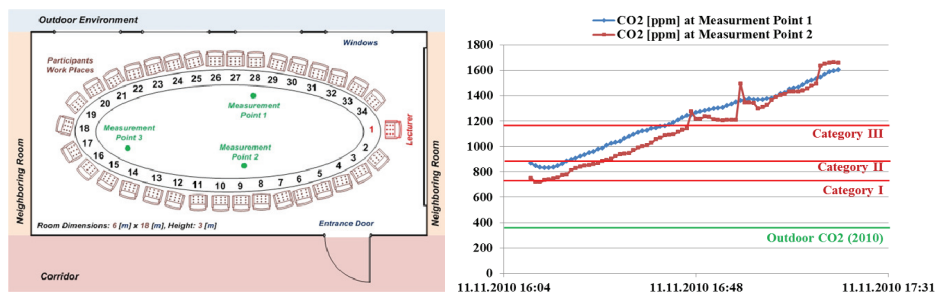 Outdoor Environment
Windows
Participants
Work Places
19 20 21 22 23 24 25 26 27 28 29 30 31 32 33 34
18
1
Lecturer
Measurement
Point 1
Measurement
Point 3
Measurement
Point 2
17 16 15 14 13 12 11 10 9 8 7 6 5 4 3 2
Neighboring Room
Neighboring Room
Room Dimensions: 6 [m] x 18 [m], Height: 3 [m]
Entrance Door
Corridor
CO2 [ppm] at Measurment Point 1
CO2 [ppm] at Measurment Point 2
1800
1600
1400
1200
1000
800
600
400
200
0
Category III
Category II
Category I
Outdoor CO2 (2010)
11.11.2010 16:04
11.11.2010 16:48
11.11.2010 17:31